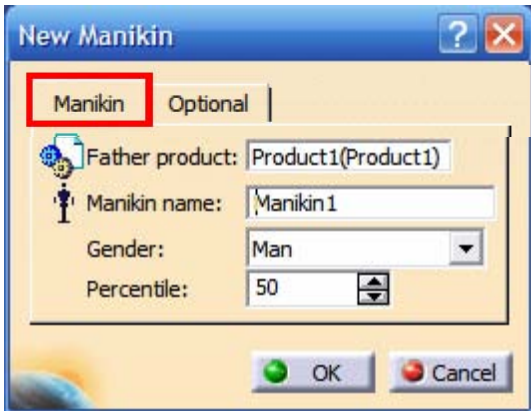 New Manikin
Manikin Optional
Father product: Product1(Product1)
Manikin name: Manikin1
Gender: Man
Percentile: 50
OK Cancel